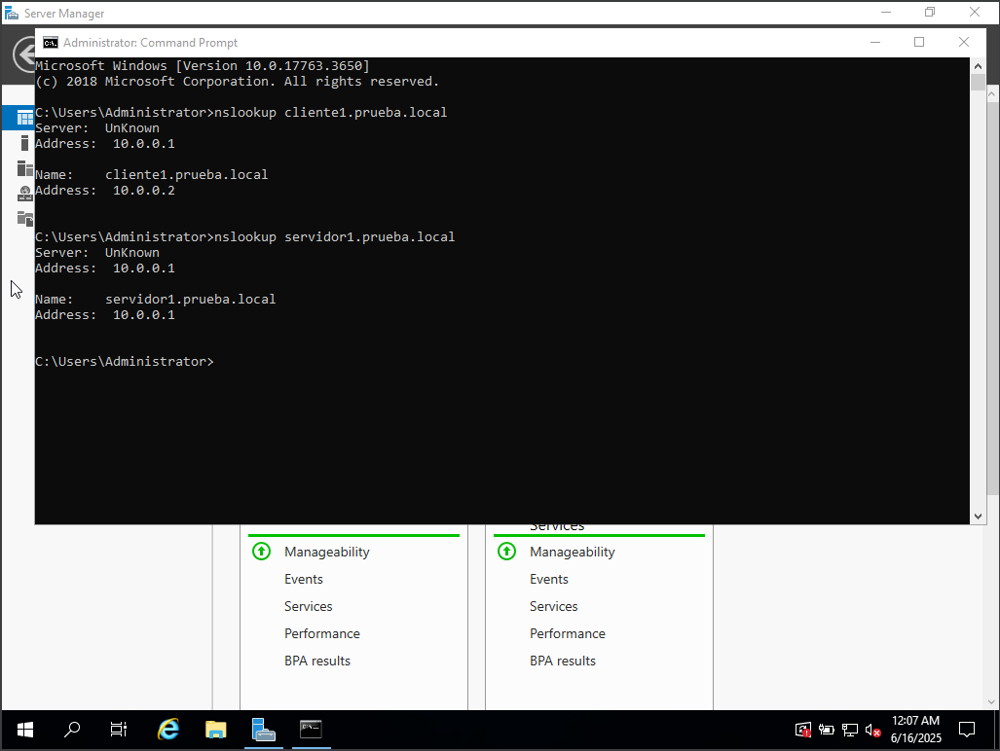 Server Manager
Administrator: Command Prompt
Microsoft Windows [Version 10.0.17763.3650]
(c) 2018 Microsoft Corporation. All rights reserved.
C:\Users\Administrator>nslookup cliente1.prueba.local
Server:  UnKnown
Address:  10.0.0.1
Name:    cliente1.prueba.local
Address:  10.0.0.2
C:\Users\Administrator>nslookup servidor1.prueba.local
Server:  UnKnown
Address:  10.0.0.1
Name:    servidor1.prueba.local
Address:  10.0.0.1
C:\Users\Administrator>
Services
Manageability
Events
Services
Performance
BPA results
Manageability
Events
Services
Performance
BPA results
12:07 AM
6/16/2025